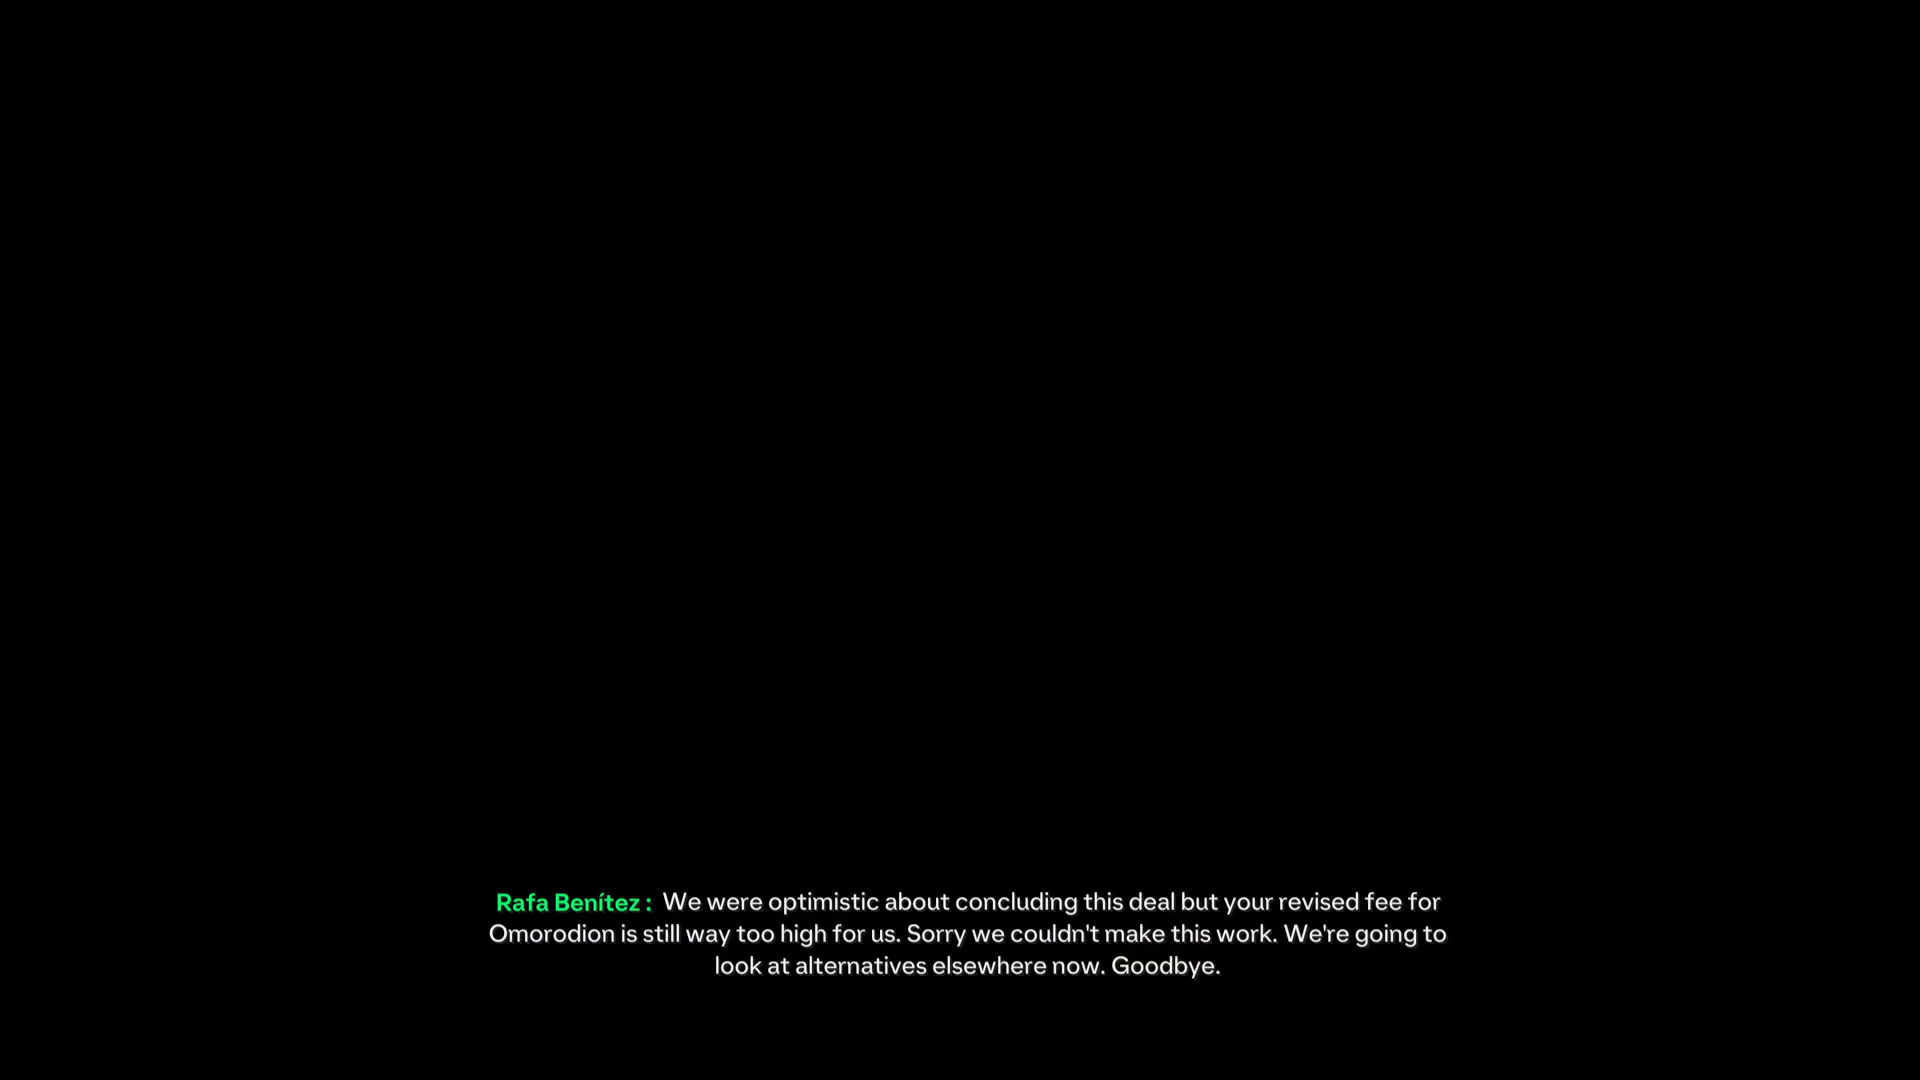 Rafa Benítez : We were optimistic about concluding this deal but your revised fee for
Omorodion is still way too high for us. Sorry we couldn't make this work. We're going to
look at alternatives elsewhere now. Goodbye.